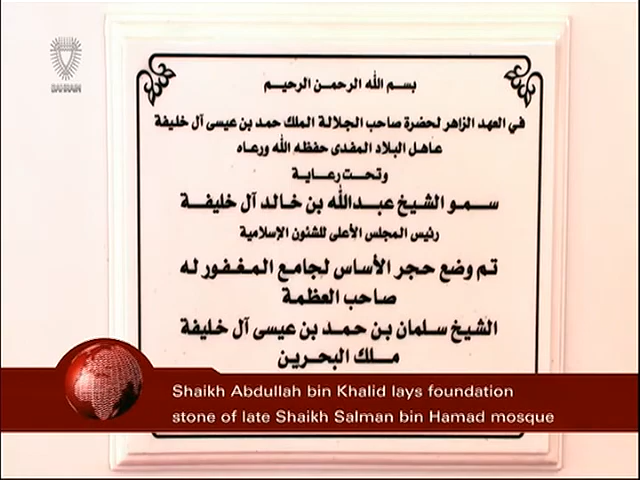 BAHRAIN
بسم الله الرحمن الرحيم
في العهد الزاهر لحضرة صاحب الجلالة الملك حمد بن عيسى آل خليفة
عاهل البلاد المفدى حفظه الله ورعاه
وتحت رعاية
سمو الشيخ عبدالله بن خالد آل خليفة
رئيس المجلس الأعلى للشئون الإسلامية
تم وضع حجر الأساس لجامع المغفور له
صاحب العظمة
الشيخ سلمان بن حمد بن عيسى آل خليفة
ملك البحرين
Shaikh Abdullah bin Khalid lays foundation
stone of late Shaikh Salman bin Hamad mosque